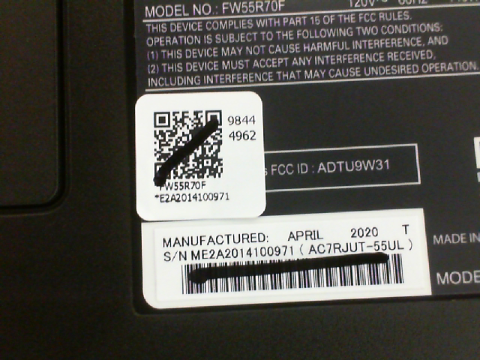 MODEL NO.: FW55R70F 120V~ 60Hz
THIS DEVICE COMPLIES WITH PART 15 OF THE FCC RULES.
OPERATION IS SUBJECT TO THE FOLLOWING TWO CONDITIONS:
(1) THIS DEVICE MAY NOT CAUSE HARMFUL INTERFERENCE, AND
(2) THIS DEVICE MUST ACCEPT ANY INTERFERENCE RECEIVED,
INCLUDING INTERFERENCE THAT MAY CAUSE UNDESIRED OPERATION.
9844
4962
FCC ID : ADTU9W31
FW55R70F
*E2A2014100971
MANUFACTURED: APRIL 2020 T
S/N ME2A2014100971 ( AC7RJUT-55UL )
MADE IN
MODE